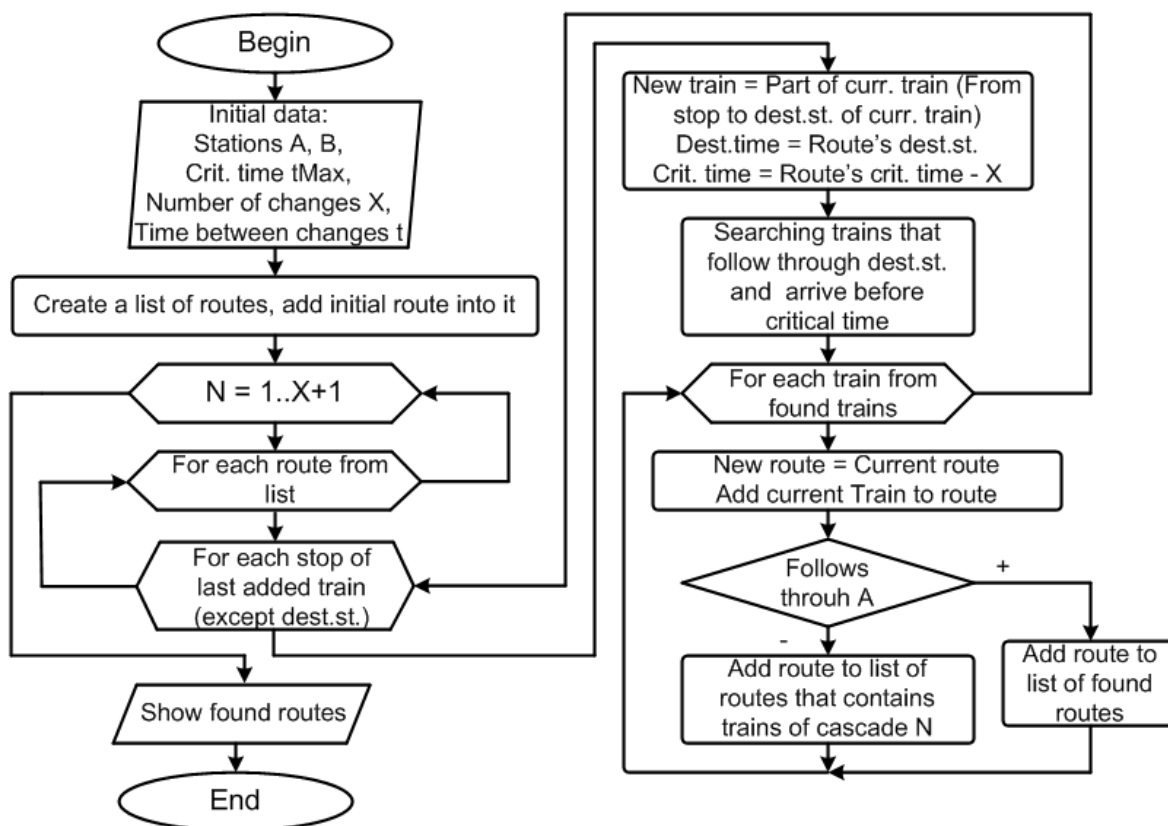 Begin
Initial data:
Stations A, B,
Crit. time tMax,
Number of changes X,
Time between changes t
Create a list of routes, add initial route into it
N = 1..X+1
For each route from
list
For each stop of
last added train
(except dest.st.)
Show found routes
End
New train = Part of curr. train (From
stop to dest.st. of curr. train)
Dest.time = Route's dest.st.
Crit. time = Route's crit. time - X
Searching trains that
follow through dest.st.
and arrive before
critical time
For each train from
found trains
New route = Current route
Add current Train to route
Follows
throuh A
+
-
Add route to list of
routes that contains
trains of cascade N
Add route to
list of found
routes